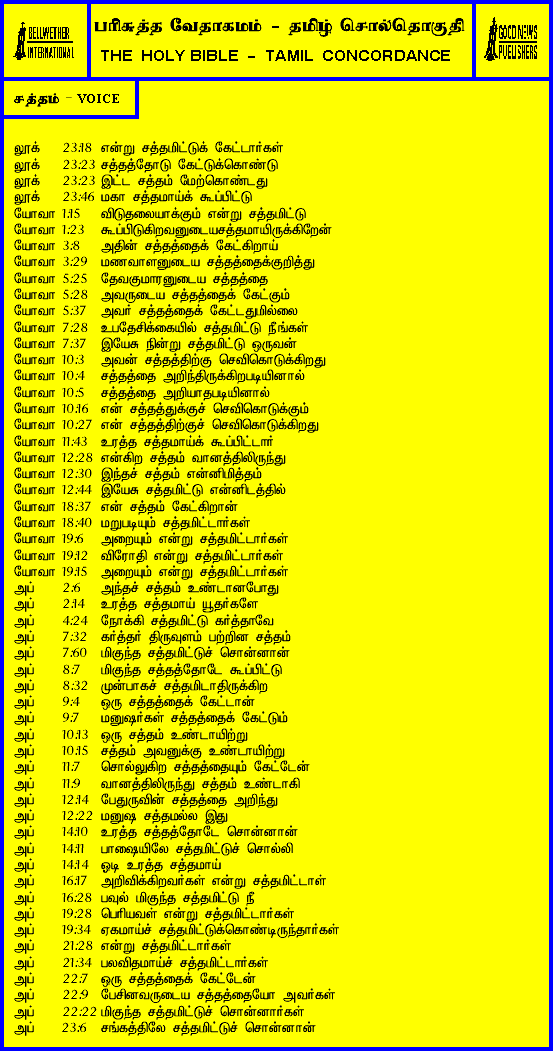 BELLWETHER
INTERNATIONAL
பரிசுத்த வேதாகமம் - தமிழ் சொல்தொகுதி
THE HOLY BIBLE - TAMIL CONCORDANCE
GOOD NEWS
PUBLISHERS
சத்தம் - VOICE
லூக் 23:18 என்று சத்தமிட்டுக் கேட்டார்கள்
லூக் 23:23 சத்தத்தோடு கேட்டுக்கொண்டு
லூக் 23:23 இட்ட சத்தம் மேற்கொண்டது
லூக் 23:46 மகா சத்தமாய்க் கூப்பிட்டு
யோவா 1:15 விடுதலையாக்கும் என்று சத்தமிட்டு
யோவா 1:23 கூப்பிடுகிறவனுடையசத்தமாயிருக்கிறேன்
யோவா 3:8 அதின் சத்தத்தைக் கேட்கிறாய்
யோவா 3:29 மணவாளனுடைய சத்தத்தைக்குறித்து
யோவா 5:25 தேவகுமாரனுடைய சத்தத்தை
யோவா 5:28 அவருடைய சத்தத்தைக் கேட்கும்
யோவா 5:37 அவர் சத்தத்தைக் கேட்டதுமில்லை
யோவா 7:28 உபதேசிக்கையில் சத்தமிட்டு நீங்கள்
யோவா 7:37 இயேசு நின்று சத்தமிட்டு ஒருவன்
யோவா 10:3 அவன் சத்தத்திற்கு செவிகொடுக்கிறது
யோவா 10:4 சத்தத்தை அறிந்திருக்கிறபடியினால்
யோவா 10:5 சத்தத்தை அறியாதபடியினால்
யோவா 10:16 என் சத்தத்துக்குச் செவிகொடுக்கும்
யோவா 10:27 என் சத்தத்திற்குச் செவிகொடுக்கிறது
யோவா 11:43 உரத்த சத்தமாய்க் கூப்பிட்டார்
யோவா 12:28 என்கிற சத்தம் வானத்திலிருந்து
யோவா 12:30 இந்தச் சத்தம் என்னிமித்தம்
யோவா 12:44 இயேசு சத்தமிட்டு என்னிடத்தில்
யோவா 18:37 என் சத்தம் கேட்கிறான்
யோவா 18:40 மறுபடியும் சத்தமிட்டார்கள்
யோவா 19:6 அறையும் என்று சத்தமிட்டார்கள்
யோவா 19:12 விரோதி என்று சத்தமிட்டார்கள்
யோவா 19:15 அறையும் என்று சத்தமிட்டார்கள்
அப் 2:6 அந்தச் சத்தம் உண்டானபோது
அப் 2:14 உரத்த சத்தமாய் யூதர்களே
அப் 4:24 நோக்கி சத்தமிட்டு கர்த்தாவே
அப் 7:32 கர்த்தர் திருவுளம் பற்றின சத்தம்
அப் 7:60 மிகுந்த சத்தமிட்டுச் சொன்னான்
அப் 8:7 மிகுந்த சத்தத்தோடே கூப்பிட்டு
அப் 8:32 முன்பாகச் சத்தமிடாதிருக்கிற
அப் 9:4 ஒரு சத்தத்தைக் கேட்டான்
அப் 9:7 மனுஷர்கள் சத்தத்தைக் கேட்டும்
அப் 10:13 ஒரு சத்தம் உண்டாயிற்று
அப் 10:15 சத்தம் அவனுக்கு உண்டாயிற்று
அப் 11:7 சொல்லுகிற சத்தத்தையும் கேட்டேன்
அப் 11:9 வானத்திலிருந்து சத்தம் உண்டாகி
அப் 12:14 பேதுருவின் சத்தத்தை அறிந்து
அப் 12:22 மனுஷ சத்தமல்ல இது
அப் 14:10 உரத்த சத்தத்தோடே சொன்னான்
அப் 14:11 பாஷையிலே சத்தமிட்டுச் சொல்லி
அப் 14:14 ஓடி உரத்த சத்தமாய்
அப் 16:17 அறிவிக்கிறவர்கள் என்று சத்தமிட்டாள்
அப் 16:28 பவுல் மிகுந்த சத்தமிட்டு நீ
அப் 19:28 பெரியவள் என்று சத்தமிட்டார்கள்
அப் 19:34 ஏகமாய்ச் சத்தமிட்டுக்கொண்டிருந்தார்கள்
அப் 21:28 என்று சத்தமிட்டார்கள்
அப் 21:34 பலவிதமாய்ச் சத்தமிட்டார்கள்
அப் 22:7 ஒரு சத்தத்தைக் கேட்டேன்
அப் 22:9 பேசினவருடைய சத்தத்தையோ அவர்கள்
அப் 22:22 மிகுந்த சத்தமிட்டுச் சொன்னார்கள்
அப் 23:6 சங்கத்திலே சத்தமிட்டுச் சொன்னான்